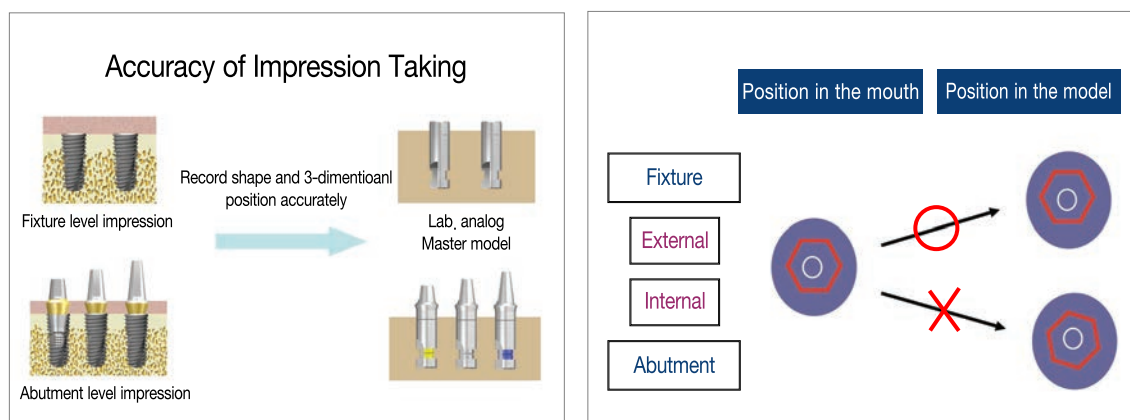 Accuracy of Impression Taking
Record shape and 3-dimentioanl
position accurately
Fixture level impression
Lab. analog
Master model
Abutment level impression
Position in the mouth
Position in the model
Fixture
External
Internal
Abutment